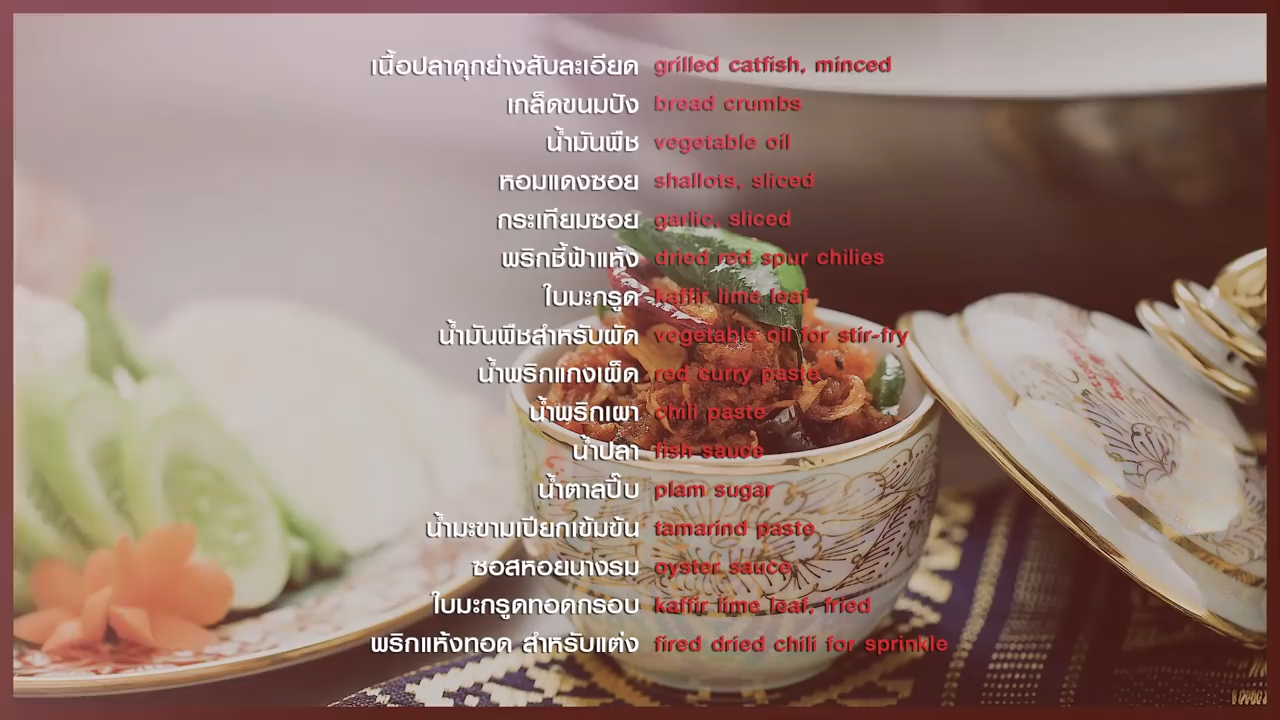 เนื้อปลาดุกย่างสับละเอียด grilled catfish, minced
เกล็ดขนมปัง bread crumbs
น้ำมันพืช vegetable oil
หอมแดงซอย shallots, sliced
กระเทียมซอย garlic, sliced
พริกชี้ฟ้าแห้ง dried red spur chilies
ใบมะกรูด kaffir lime leaf
น้ำมันพืชสำหรับผัด vegetable oil for stir-fry
น้ำพริกแกงเผ็ด red curry paste
น้ำพริกเผา chili paste
น้ำปลา fish sauce
น้ำตาลปี๊บ plam sugar
น้ำมะขามเปียกเข้มข้น tamarind paste
ซอสหอยนางรม oyster sauce
ใบมะกรูดทอดกรอบ kaffir lime leaf, fried
พริกแห้งทอด สำหรับแต่ง fired dried chili for sprinkle